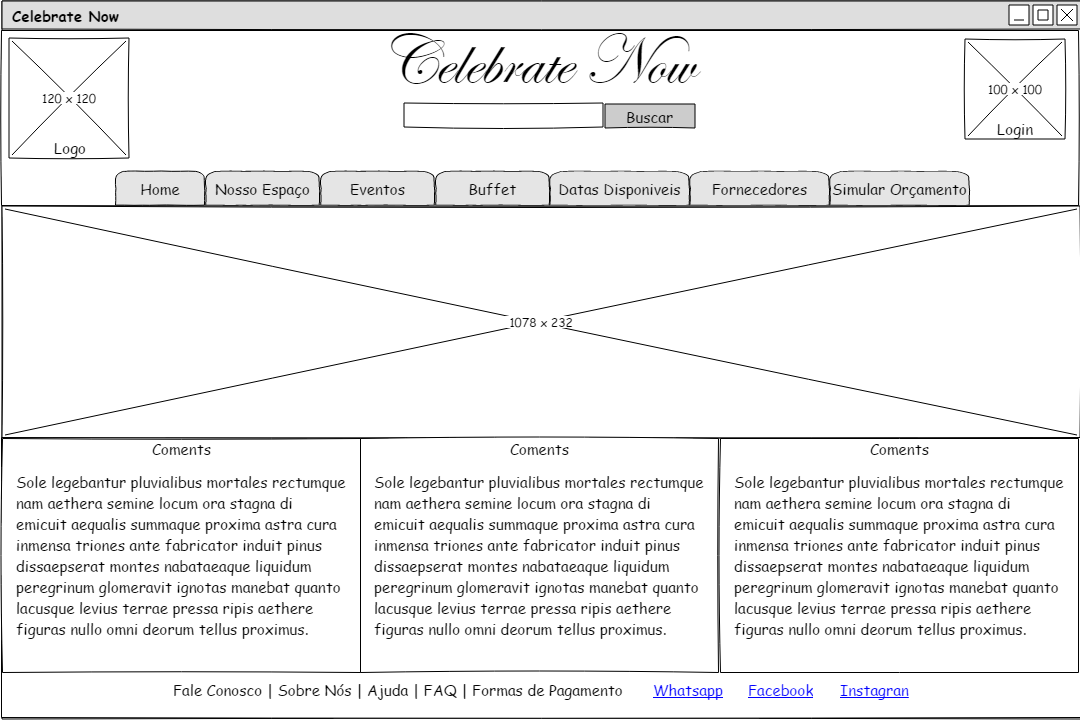 Celebrate Now
120 x 120
Logo
Celebrate Now
Buscar
100 x 100
Login
Home
Nosso Espaço
Eventos
Buffet
Datas Disponiveis
Fornecedores
Simular Orçamento
1078 x 232
Coments
Sole legebantur pluvialibus mortales rectumque
nam aethera semine locum ora stagna di
emicuit aequalis summaque proxima astra cura
inmensa triones ante fabricator induit pinus
dissaepserat montes nabataeaque liquidum
peregrinum glomeravit ignotas manebat quanto
lacusque levius terrae pressa ripis aethere
figuras nullo omni deorum tellus proximus.
Coments
Sole legebantur pluvialibus mortales rectumque
nam aethera semine locum ora stagna di
emicuit aequalis summaque proxima astra cura
inmensa triones ante fabricator induit pinus
dissaepserat montes nabataeaque liquidum
peregrinum glomeravit ignotas manebat quanto
lacusque levius terrae pressa ripis aethere
figuras nullo omni deorum tellus proximus.
Coments
Sole legebantur pluvialibus mortales rectumque
nam aethera semine locum ora stagna di
emicuit aequalis summaque proxima astra cura
inmensa triones ante fabricator induit pinus
dissaepserat montes nabataeaque liquidum
peregrinum glomeravit ignotas manebat quanto
lacusque levius terrae pressa ripis aethere
figuras nullo omni deorum tellus proximus.
Fale Conosco | Sobre Nós | Ajuda | FAQ | Formas de Pagamento Whatsapp Facebook Instagran